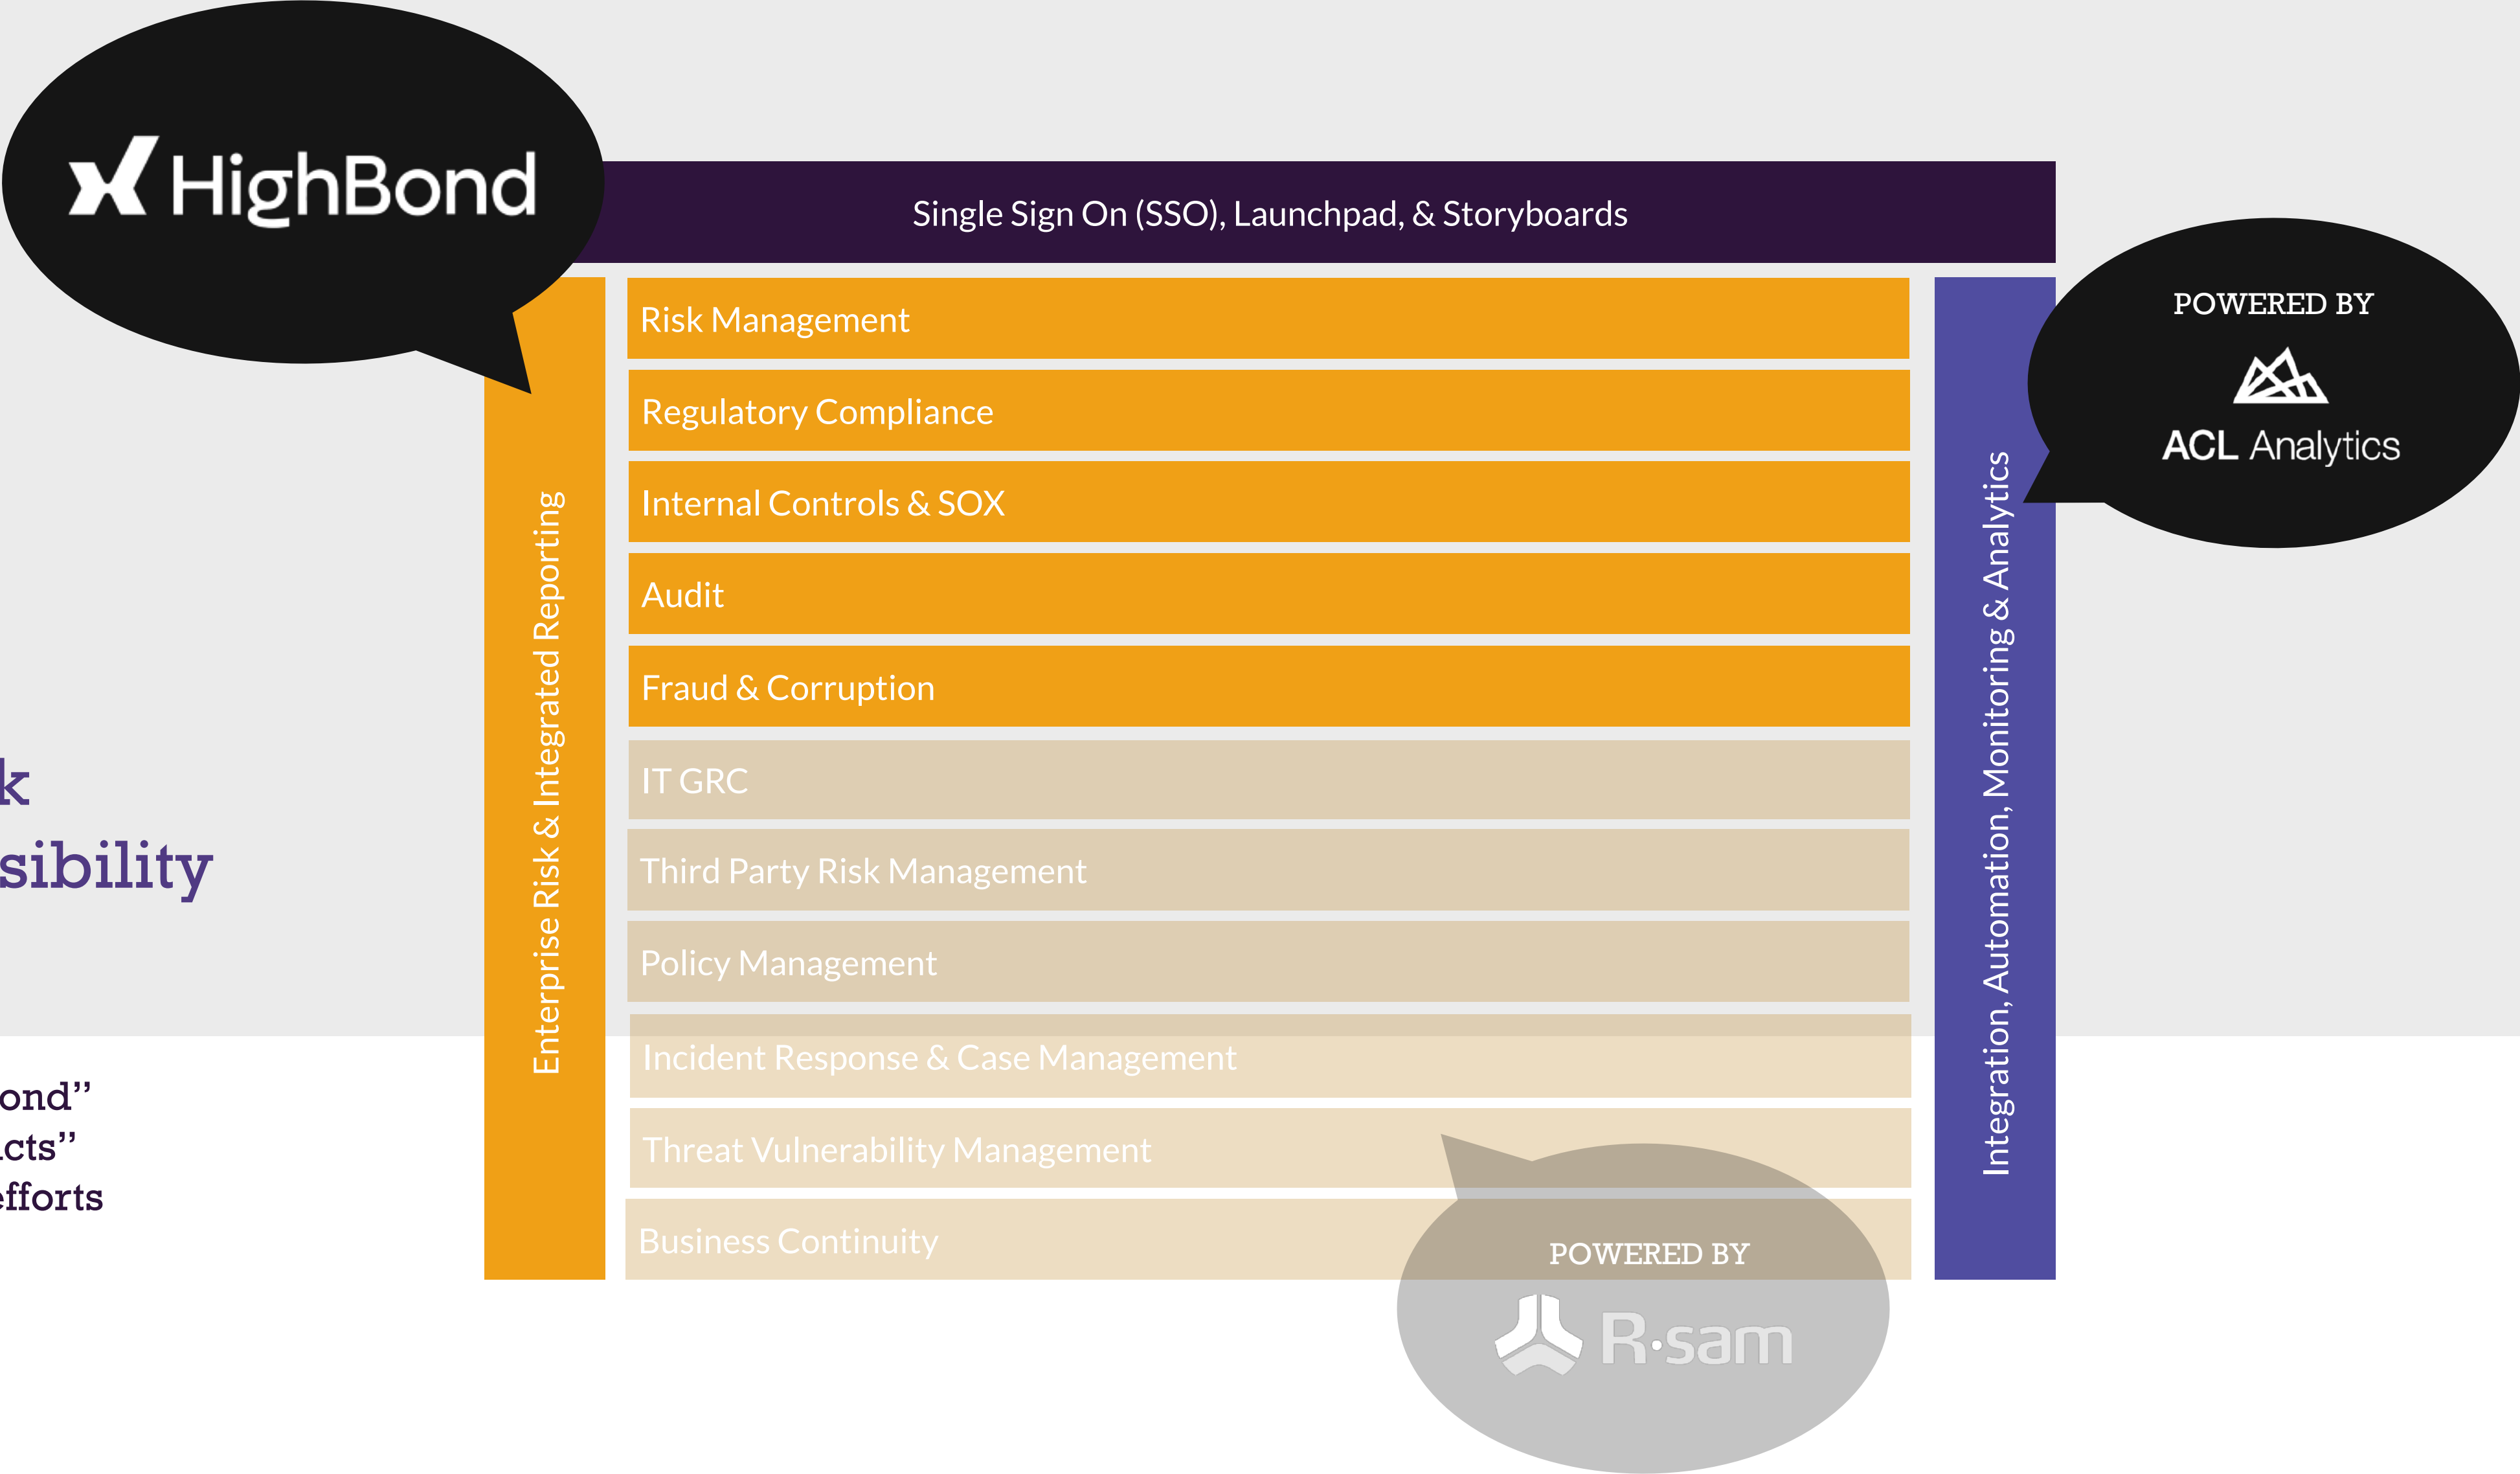 HighBond
Single Sign On (SSO), Launchpad, & Storyboards
POWERED BY
ACL Analytics
Enterprise Risk & Integrated Reporting
Risk Management
Regulatory Compliance
Internal Controls & SOX
Audit
Fraud & Corruption
IT GRC
Third Party Risk Management
Policy Management
Incident Response & Case Management
Threat Vulnerability Management
Business Continuity
Integration, Automation, Monitoring & Analytics
POWERED BY
R·sam
k
sibility
ond”
cts”
efforts